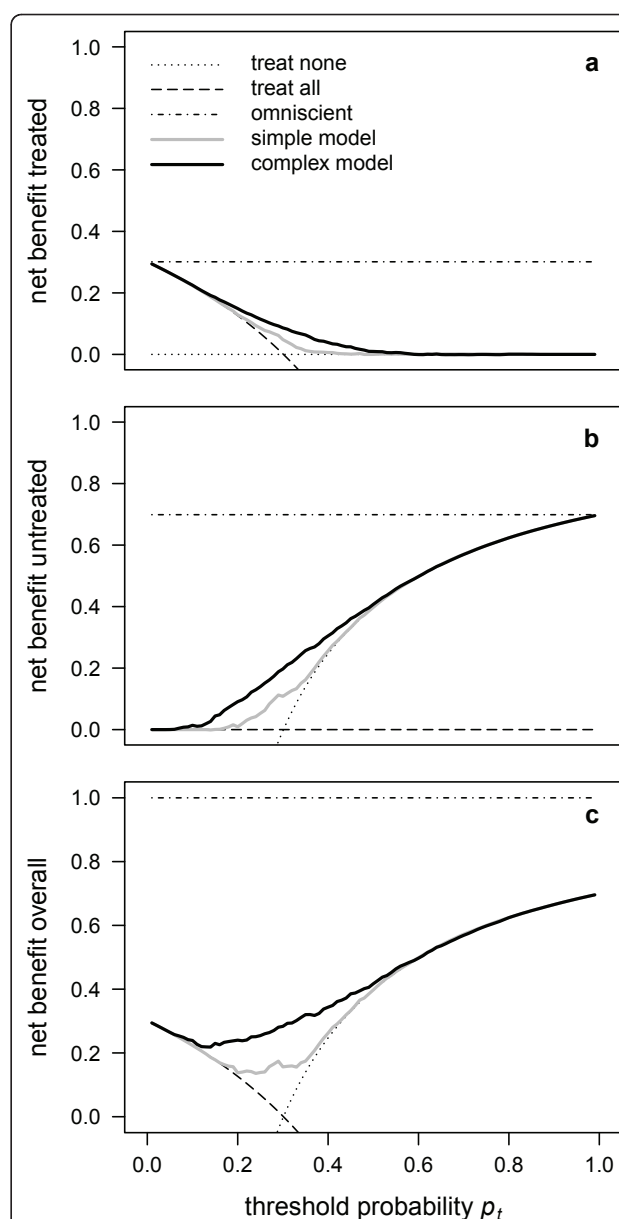 1.0
0.8
0.6
0.4
0.2
0.0
net benefit treated
treat none
treat all
omniscient
simple model
complex model
a
1.0
0.8
0.6
0.4
0.2
0.0
net benefit untreated
b
1.0
0.8
0.6
0.4
0.2
0.0
net benefit overall
c
0.0 0.2 0.4 0.6 0.8 1.0
threshold probability pt